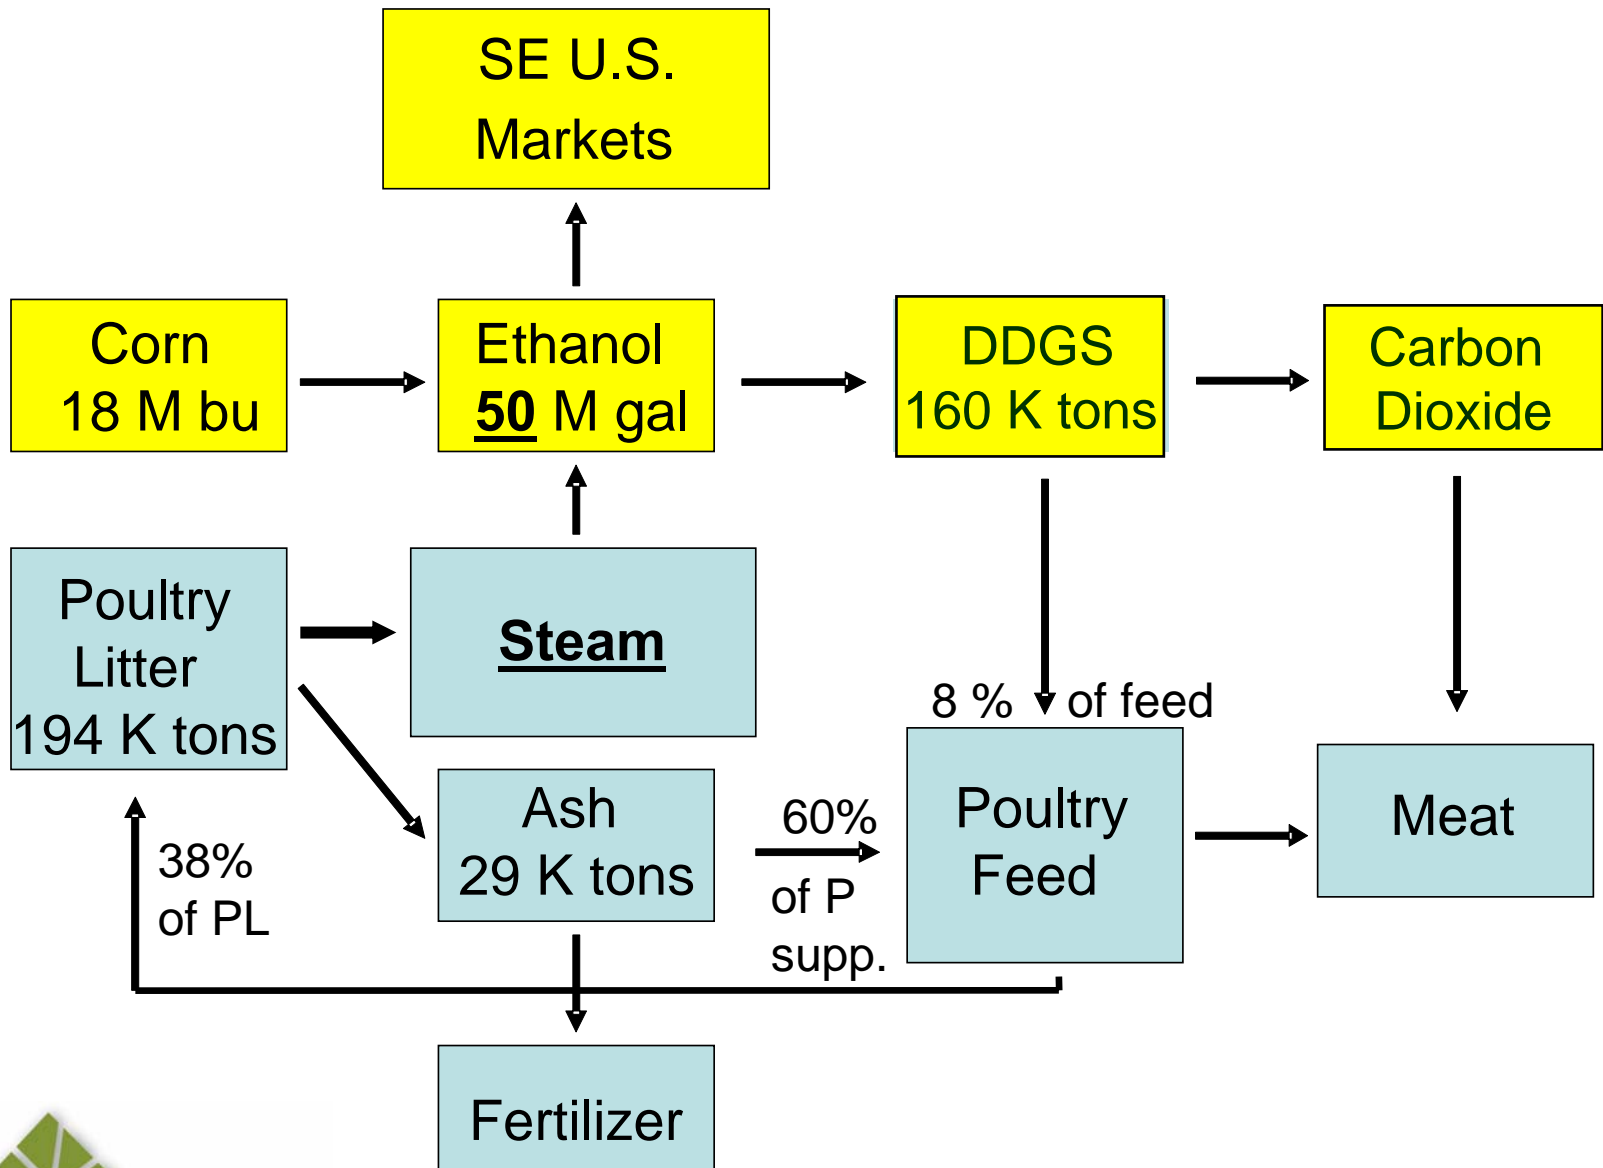 SE U.S.
Markets
Corn
18 M bu
Ethanol
50 M gal
DDGS
160 K tons
Carbon
Dioxide
Poultry
Litter
194 K tons
Steam
8 % of feed
Ash
29 K tons
60%
of P
supp.
Poultry
Feed
Meat
38%
of PL
Fertilizer